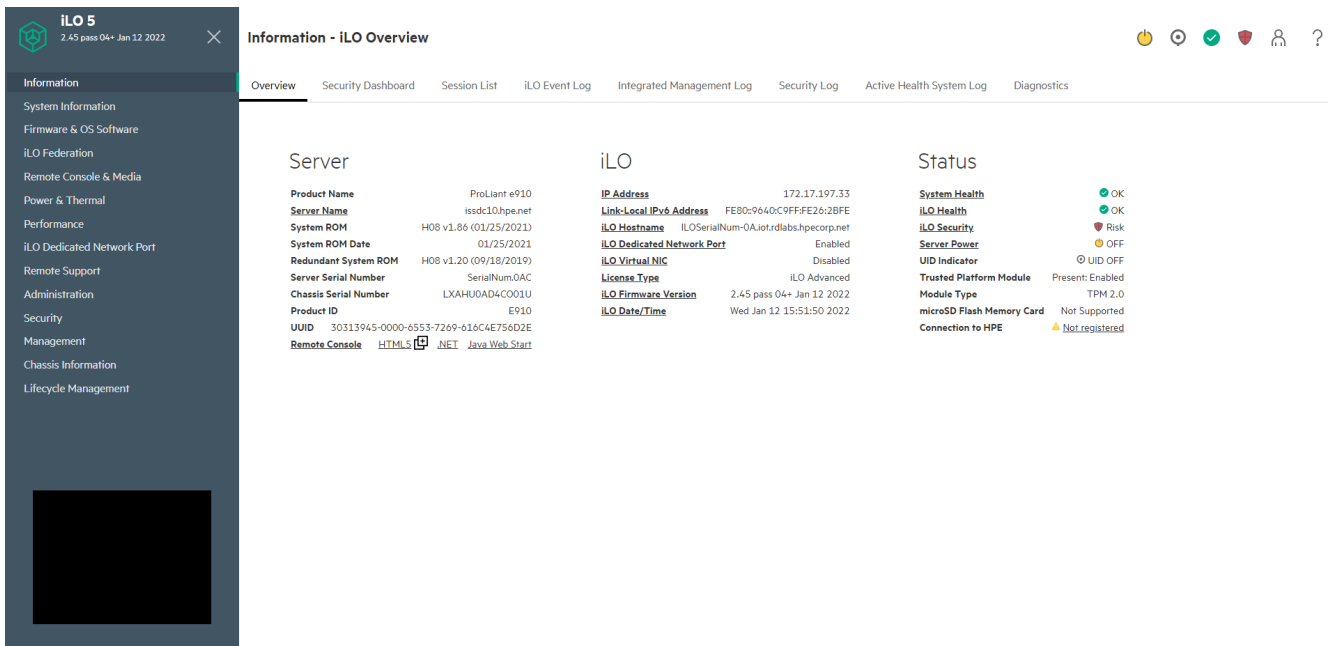 iLO 5
2.45 pass 04+ Jan 12 2022
Information - iLO Overview
Information
System Information
Firmware & OS Software
iLO Federation
Remote Console & Media
Power & Thermal
Performance
iLO Dedicated Network Port
Remote Support
Administration
Security
Management
Chassis Information
Lifecycle Management
Overview Security Dashboard Session List iLO Event Log Integrated Management Log Security Log Active Health System Log Diagnostics
Server
Product Name ProLiant e910
Server Name issdc10.hpe.net
System ROM H08 v1.86 (01/25/2021)
System ROM Date 01/25/2021
Redundant System ROM H08 v1.20 (09/18/2019)
Server Serial Number SerialNum.0AC
Chassis Serial Number LXAHU0AD4CO01U
Product ID E910
UUID 30313945-0000-6553-7269-616C4E756D2E
Remote Console HTML5 .NET Java Web Start
iLO
IP Address 172.17.197.33
Link-Local IPv6 Address FE80::9640:C9FF:FE26:2BFE
iLO Hostname ILOSerialNum-0A.iot.rdlabs.hpecorp.net
iLO Dedicated Network Port Enabled
iLO Virtual NIC Disabled
License Type iLO Advanced
iLO Firmware Version 2.45 pass 04+ Jan 12 2022
iLO Date/Time Wed Jan 12 15:51:50 2022
Status
System Health OK
iLO Health OK
iLO Security Risk
Server Power OFF
UID Indicator UID OFF
Trusted Platform Module Present: Enabled
Module Type TPM 2.0
microSD Flash Memory Card Not Supported
Connection to HPE Not registered